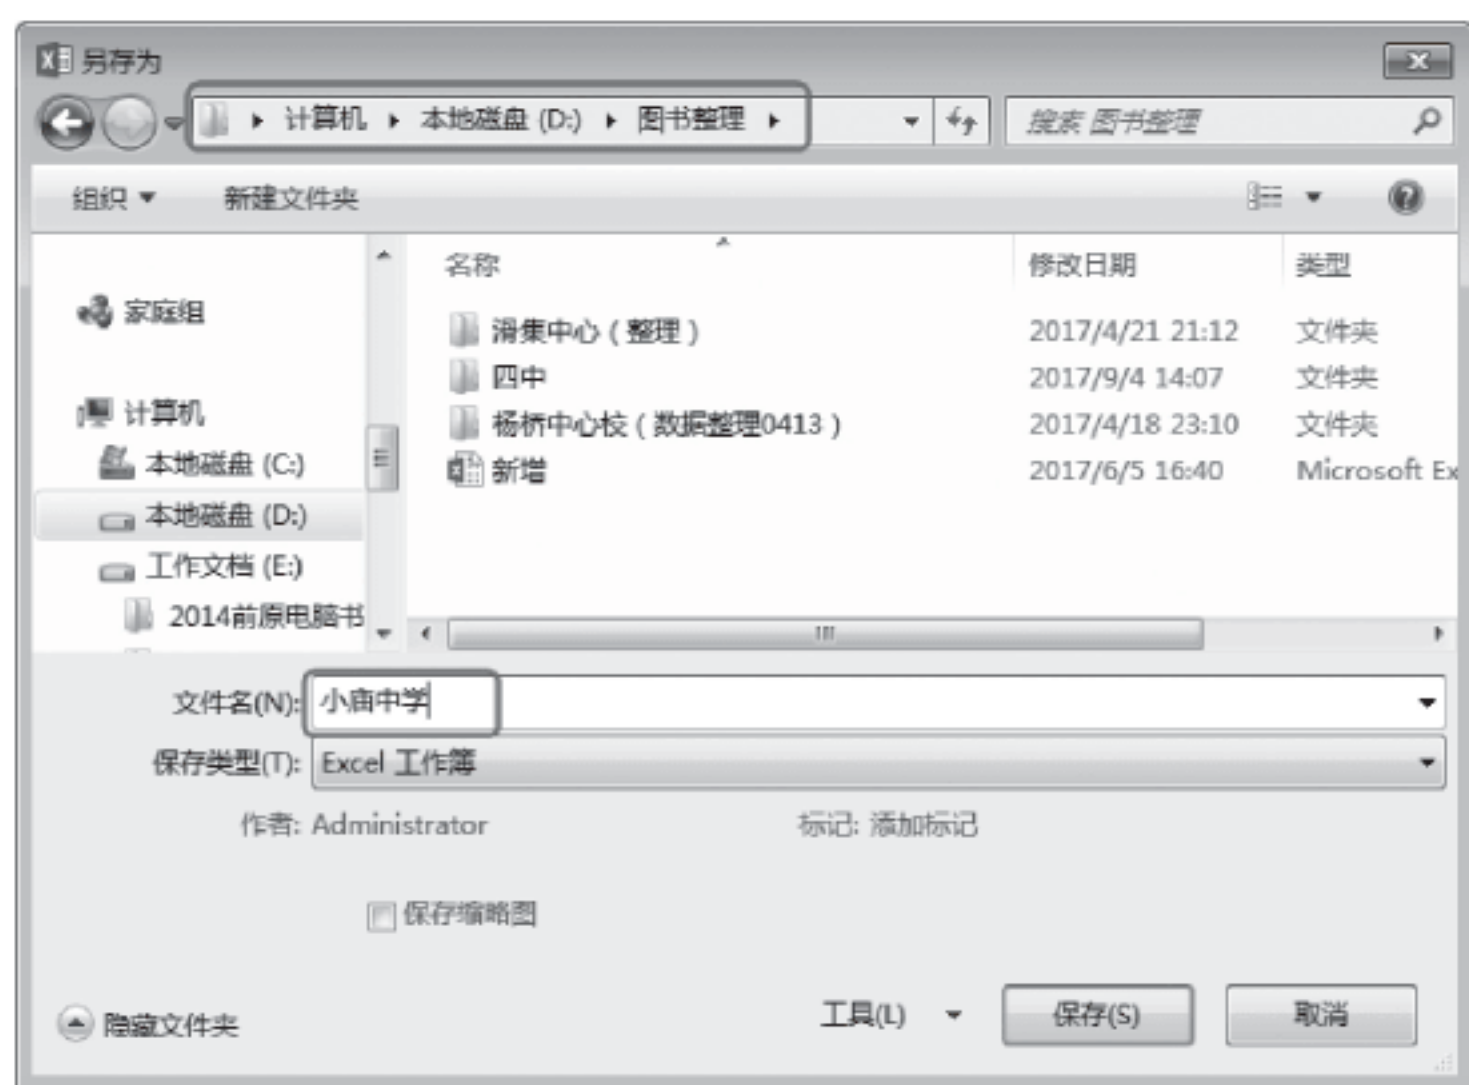 另存为
计算机 本地磁盘 (D:) 图书整理 搜索 图书整理
组织 新建文件夹
名称 修改日期 类型
家庭组
计算机
本地磁盘 (C:)
本地磁盘 (D:)
工作文档 (E:)
2014前原电脑书
滑集中心（整理） 2017/4/21 21:12 文件夹
四中 2017/9/4 14:07 文件夹
杨桥中心校（数据整理0413） 2017/4/18 23:10 文件夹
新增 2017/6/5 16:40 Microsoft Ex
文件名(N): 小庙中学
保存类型(T): Excel 工作簿
作者: Administrator 标记: 添加标记
保存缩略图
隐藏文件夹 工具(L) 保存(S) 取消